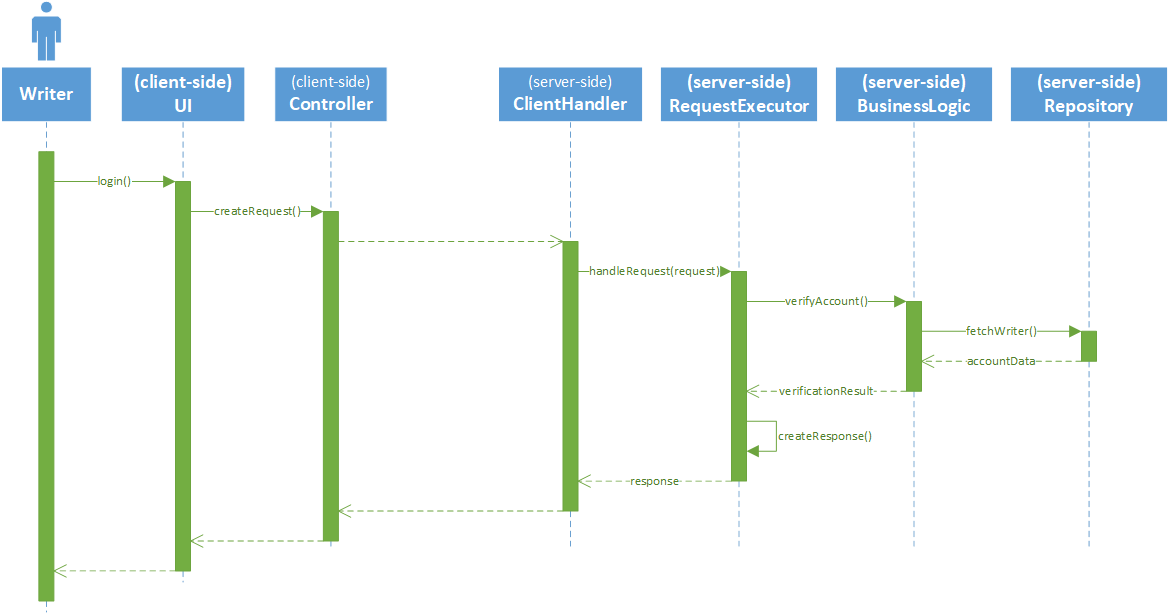 Writer
(client-side)
UI
(client-side)
Controller
(server-side)
ClientHandler
(server-side)
RequestExecutor
(server-side)
BusinessLogic
(server-side)
Repository
login()
createRequest()
handleRequest(request)
verifyAccount()
fetchWriter()
accountData
verificationResult
createResponse()
response